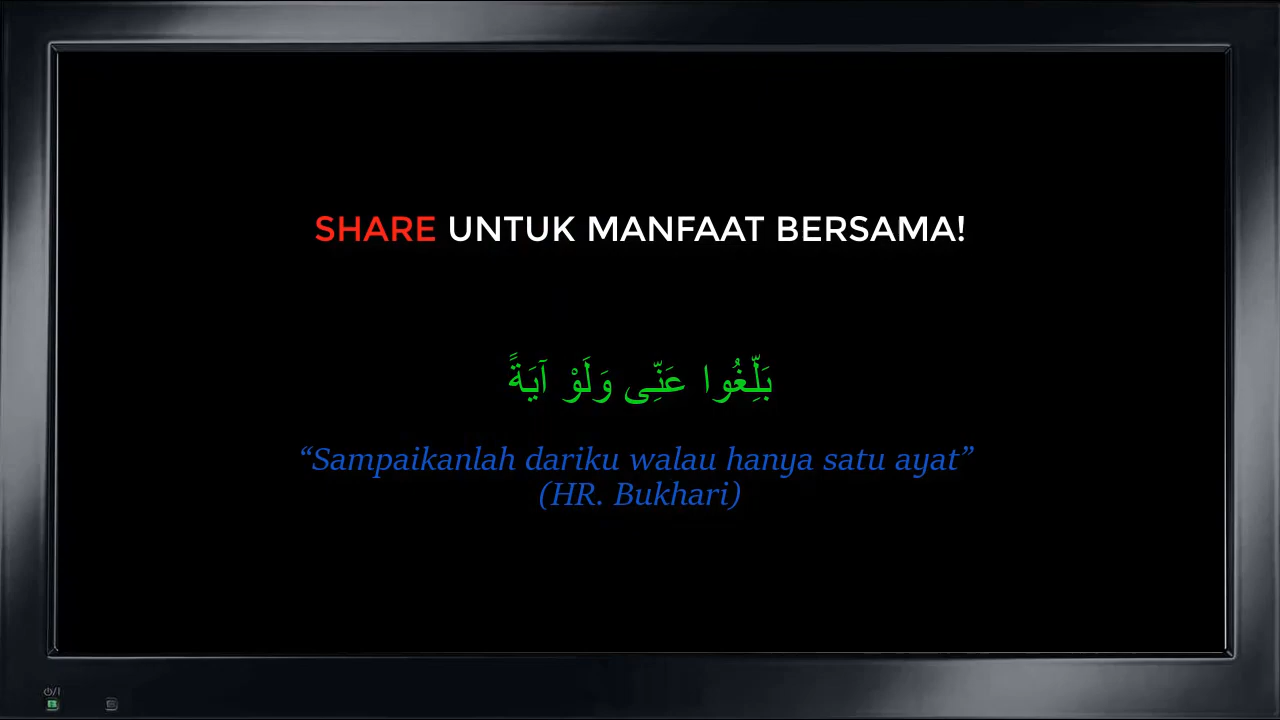 SHARE UNTUK MANFAAT BERSAMA!
بَلِّغُوا عَنِّى وَلَوْ آيَةً
“Sampaikanlah dariku walau hanya satu ayat”
(HR. Bukhari)